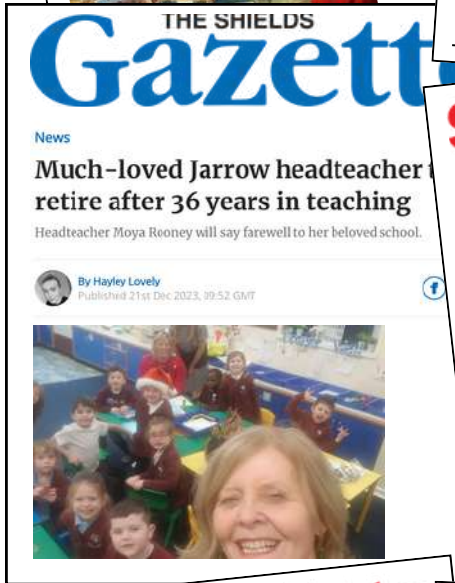 THE SHIELDS
Gazett
News
Much-loved Jarrow headteacher t
retire after 36 years in teaching
Headteacher Moya Rooney will say farewell to her beloved school.
By Hayley Lovely
Published 21st Dec 2023, 09:52 GMT
f